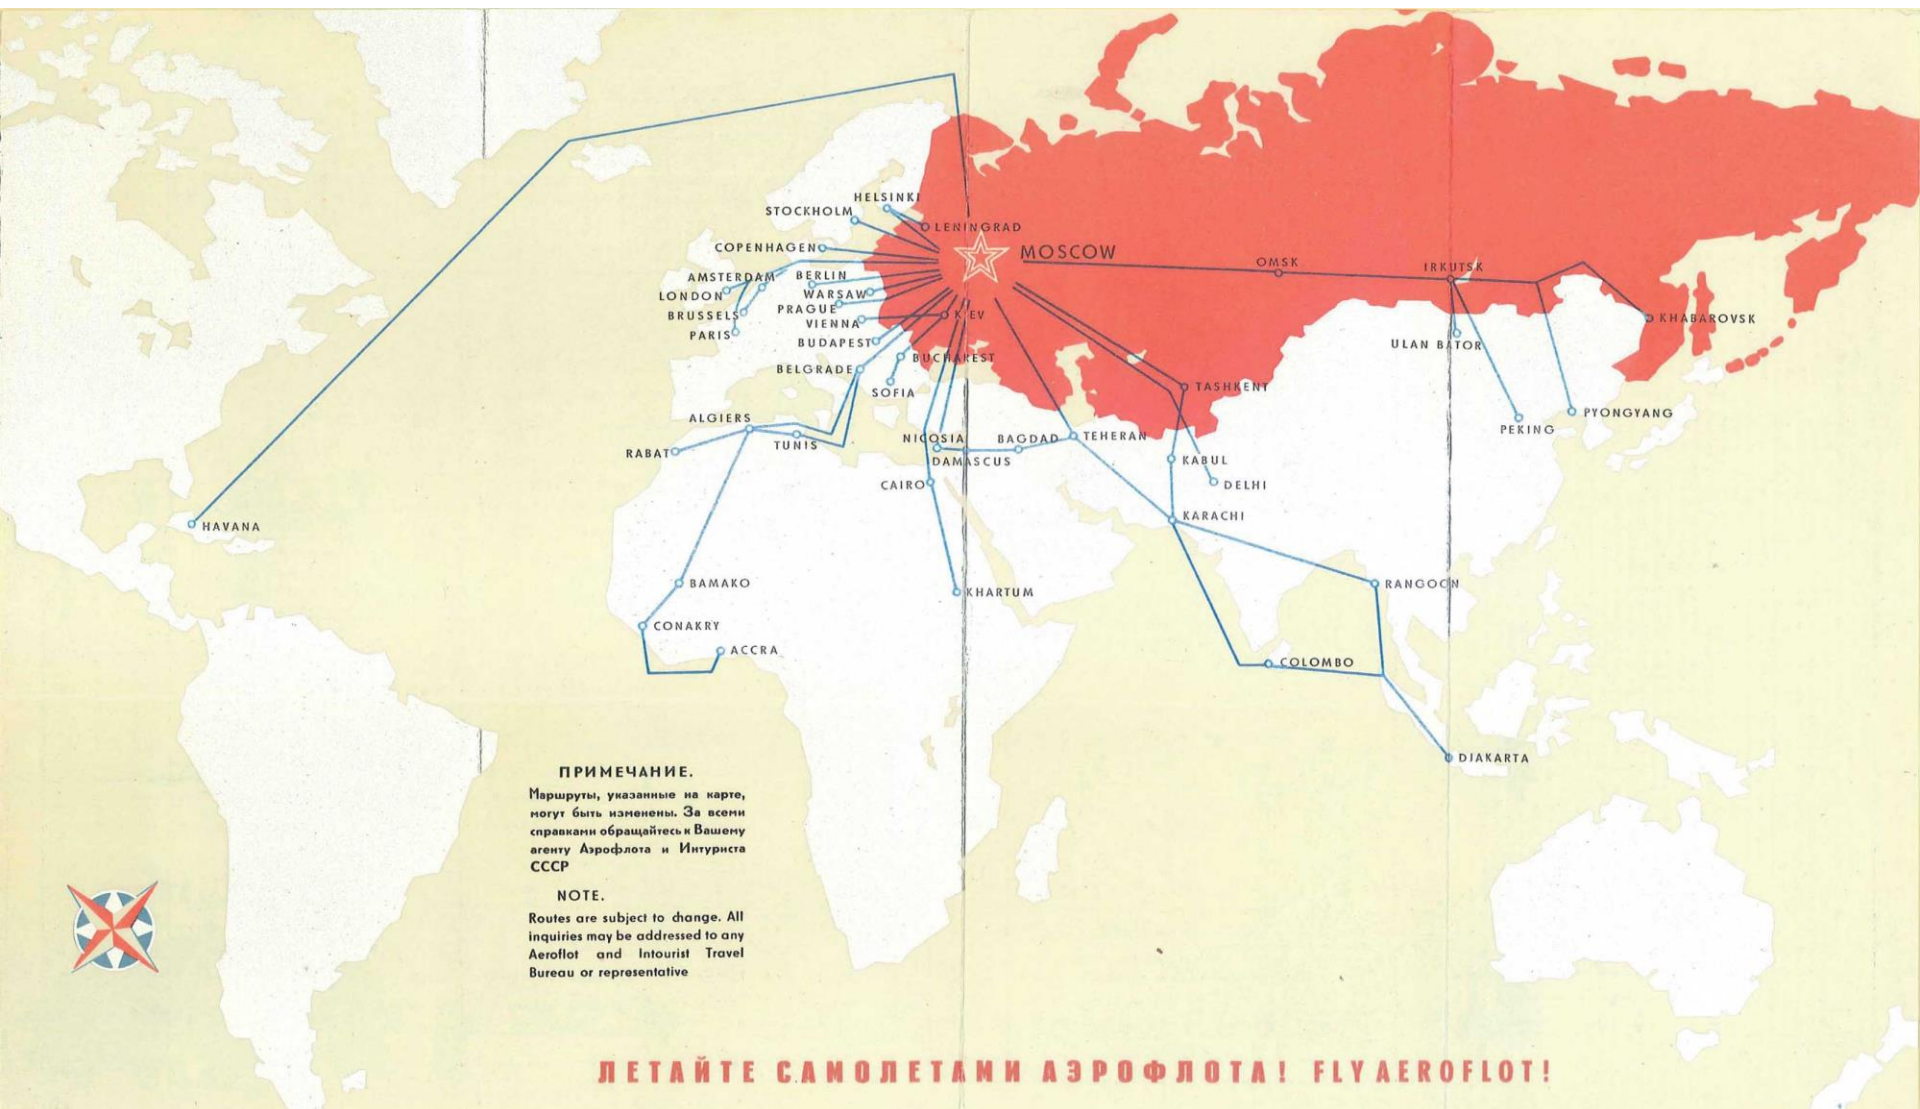 HELSINKI
STOCKHOLM
LENINGRAD
COPENHAGEN
MOSCOW
OMSK
IRKUTSK
AMSTERDAM
BERLIN
LONDON
WARSAW
PRAGUE
BRUSSELS
KIEV
KHABAROVSK
VIENNA
PARIS
BUDAPEST
ULAN BATOR
BUCHAREST
BELGRADE
TASHKENT
SOFIA
PYONGYANG
ALGIERS
PEKING
NICOSIA
BAGDAD
TEHERAN
TUNIS
RABAT
DAMASCUS
KABUL
CAIRO
DELHI
KARACHI
HAVANA
BAMAKO
RANGOON
KHARTUM
CONAKRY
ACCRA
COLOMBO
DJAKARTA
ПРИМЕЧАНИЕ.
Маршруты, указанные на карте,
могут быть изменены. За всеми
справками обращайтесь к Вашему
агенту Аэрофлота и Интуриста
СССР
NOTE.
Routes are subject to change. All
inquiries may be addressed to any
Aeroflot and Intourist Travel
Bureau or representative
ЛЕТАЙТЕ САМОЛЕТАМИ АЭРОФЛОТА! FLY AEROFLOT!